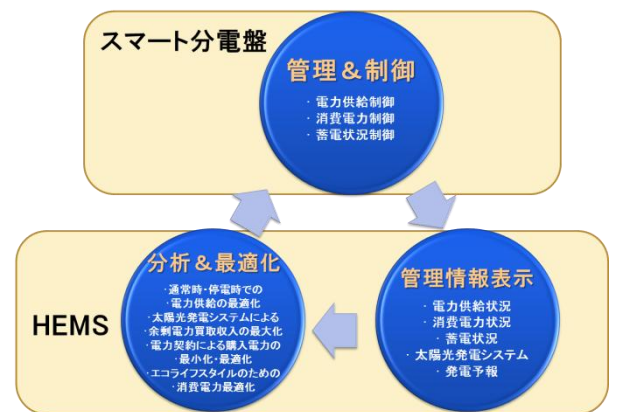 スマート分電盤
管理&制御
・電力供給制御
・消費電力制御
・蓄電状況制御
分析&最適化
・通常時・停電時での
電力供給の最適化
・太陽光発電システムによる
余剰電力買取収入の最大化
・電力契約による購入電力の
最小化・最適化
・エコライフスタイルのための
消費電力最適化
管理情報表示
・電力供給状況
・消費電力状況
・蓄電状況
・太陽光発電システム
・発電予報
HEMS